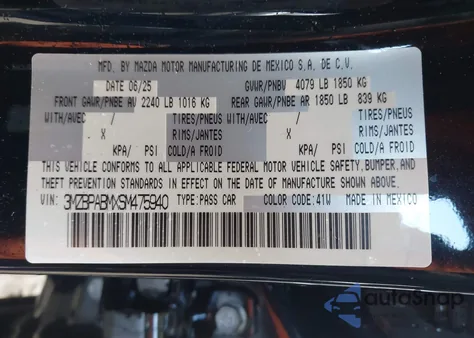 MFD. BY MAZDA MOTOR MANUFACTURING DE MEXICO S.A. DE C.V.
DATE 06/25 GVWR/PNBV 4079 LB 1850 KG
FRONT GAWR/PNBE AV 2240 LB 1016 KG REAR GAWR/PNBE AR 1850 LB 839 KG
WITH/AVEC / TIRES/PNEUS WITH/AVEC / TIRES/PNEUS
X RIMS/JANTES X RIMS/JANTES
KPA/ PSI COLD/A FROID KPA/ PSI COLD/A FROID
THIS VEHICLE CONFORMS TO ALL APPLICABLE FEDERAL MOTOR VEHICLE SAFETY, BUMPER, AND
THEFT PREVENTION STANDARDS IN EFFECT ON THE DATE OF MANUFACTURE SHOWN ABOVE.
VIN: 3MZBPABMXSM475940 TYPE: PASS CAR COLOR CODE: 41W MADE IN MEXICO
autoSnap